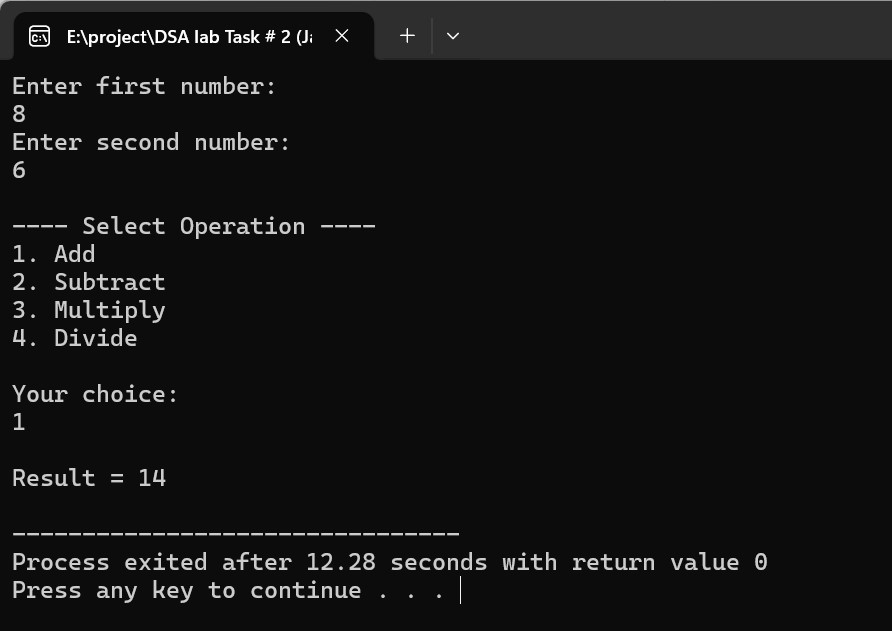 E:\project\DSA lab Task # 2 (Ja
Enter first number:
8
Enter second number:
6
---- Select Operation ----
1. Add
2. Subtract
3. Multiply
4. Divide
Your choice:
1
Result = 14
--------------------------------
Process exited after 12.28 seconds with return value 0
Press any key to continue . . .